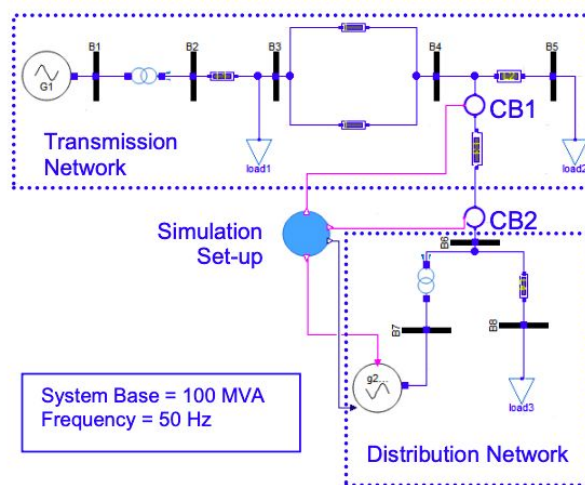 B1
B2
B3
B4
B5
G1
CB1
Transmission
Network
load1
load2
Simulation
Set-up
CB2
B6
B7
B8
g2...
load3
System Base = 100 MVA
Frequency = 50 Hz
Distribution Network